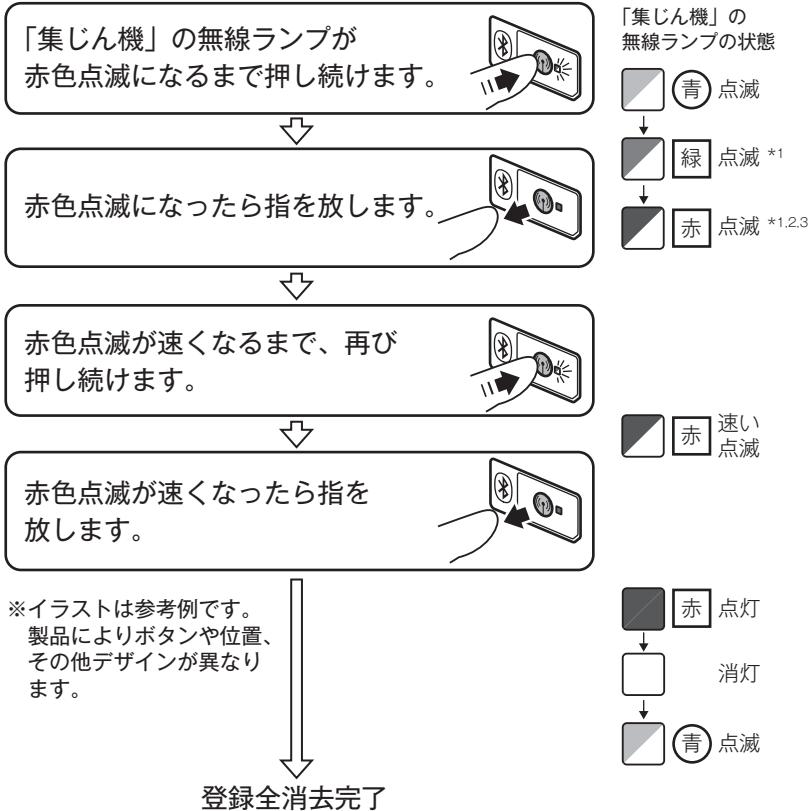 「集じん機」の無線ランプが
赤色点滅になるまで押し続けます。
「集じん機」の
無線ランプの状態
青 点滅
緑 点滅 *1
赤 点滅 *1,2,3
赤色点滅になったら指を放します。
赤色点滅が速くなるまで、再び
押し続けます。
赤 速い
点滅
赤色点滅が速くなったら指を
放します。
※イラストは参考例です。
製品によりボタンや位置、
その他デザインが異なり
ます。
赤 点灯
消灯
青 点滅
登録全消去完了